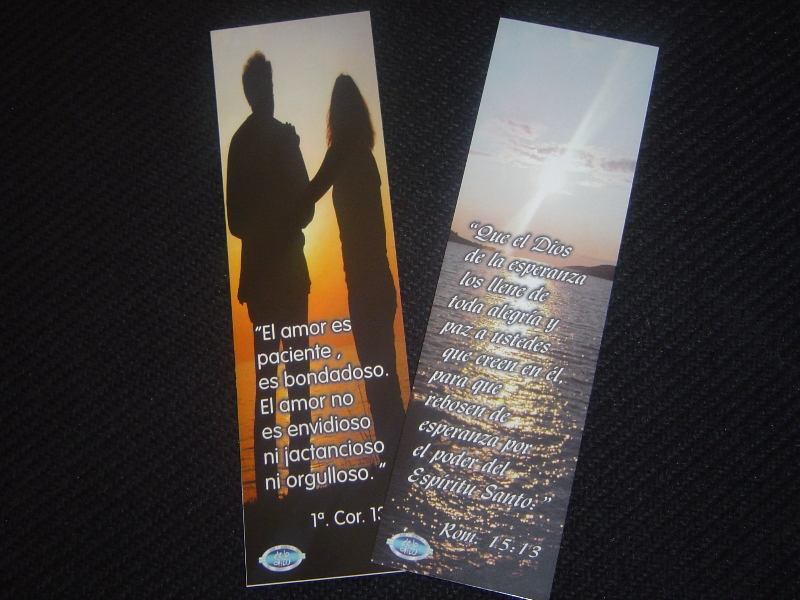 “El amor es
paciente ,
es bondadoso.
El amor no
es envidioso
ni jactancioso
ni orgulloso. ”
1ª. Cor. 13
“Que el Dios
de la esperanza
los llene de
toda alegría y
paz a ustedes
que creen en él,
para que
rebosen de
esperanza por
el poder del
Espíritu Santo.”
Rom. 15:13